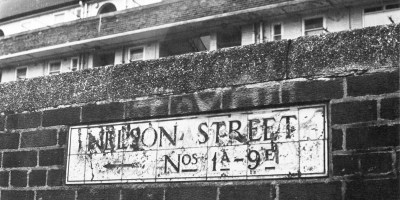 NELSON STREET
← Nos 1A-9E